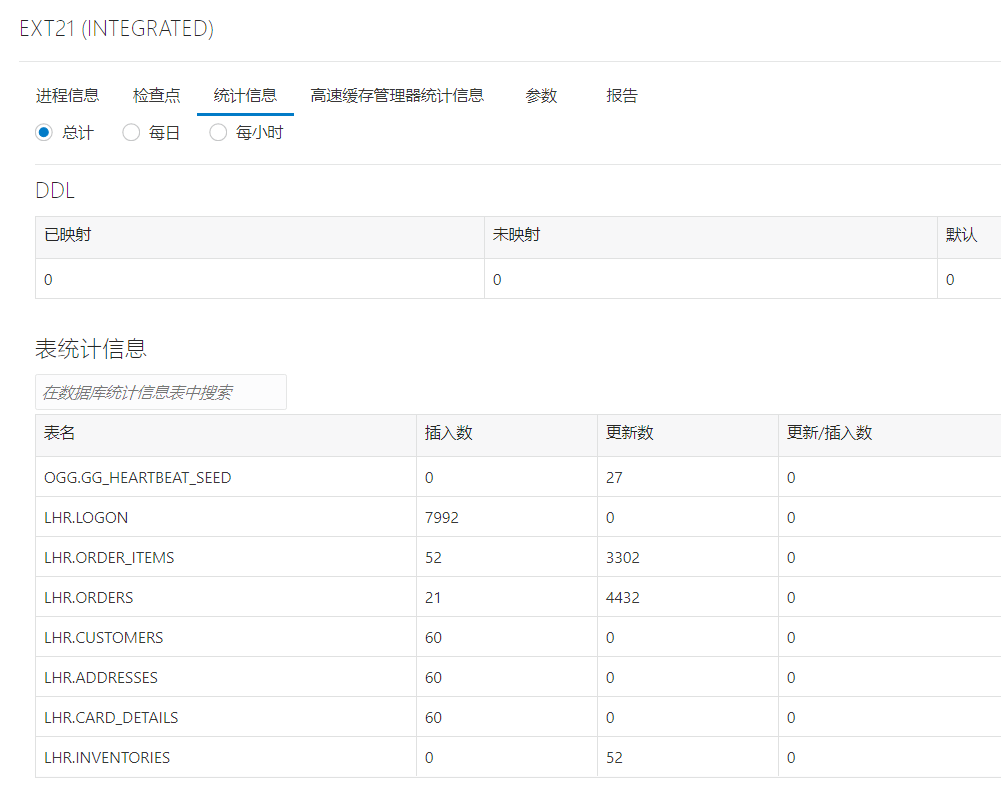 EXT21 (INTEGRATED)
进程信息 检查点 统计信息 高速缓存管理器统计信息 参数 报告
总计 每日 每小时
DDL
已映射 未映射 默认
0 0 0
表统计信息
在数据库统计信息表中搜索
表名 插入数 更新数 更新/插入数
OGG.GG_HEARTBEAT_SEED 0 27 0
LHR.LOGON 7992 0 0
LHR.ORDER_ITEMS 52 3302 0
LHR.ORDERS 21 4432 0
LHR.CUSTOMERS 60 0 0
LHR.ADDRESSES 60 0 0
LHR.CARD_DETAILS 60 0 0
LHR.INVENTORIES 0 52 0